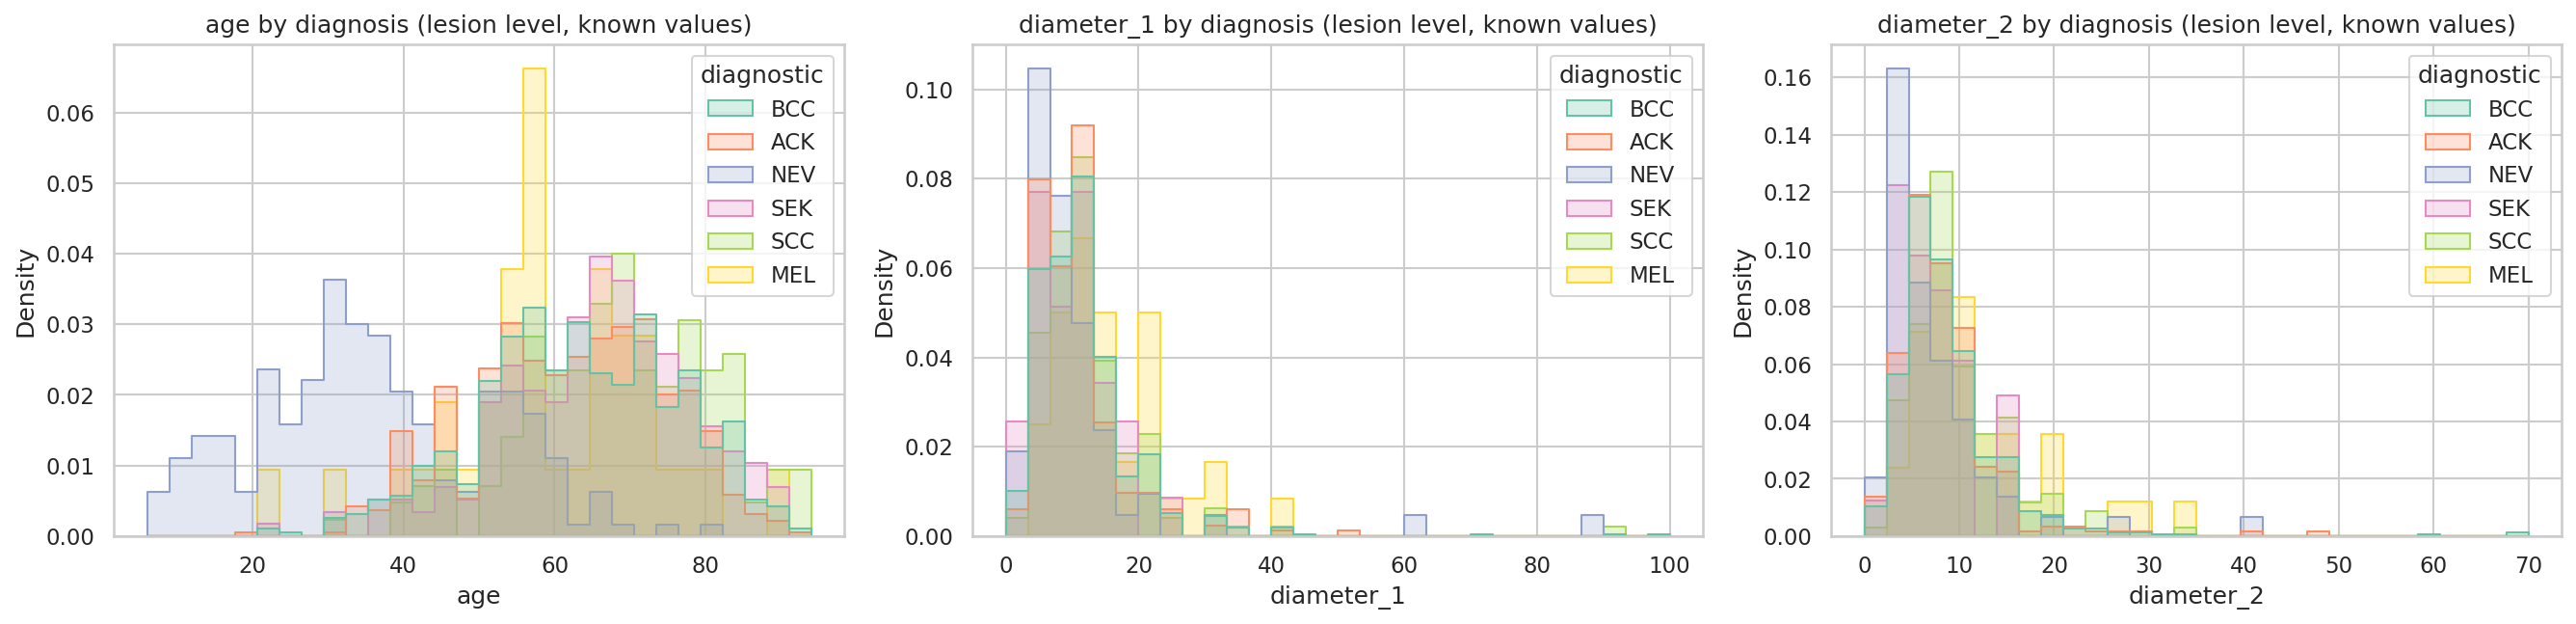 age by diagnosis (lesion level, known values)
0.06
0.05
0.04
0.03
0.02
0.01
0.00
Density
20
40
60
80
age
diagnostic
BCC
ACK
NEV
SEK
SCC
MEL
diameter_1 by diagnosis (lesion level, known values)
0.10
0.08
0.06
0.04
0.02
0.00
Density
0
20
40
60
80
100
diameter_1
diagnostic
BCC
ACK
NEV
SEK
SCC
MEL
diameter_2 by diagnosis (lesion level, known values)
0.16
0.14
0.12
0.10
0.08
0.06
0.04
0.02
0.00
Density
0
10
20
30
40
50
60
70
diameter_2
diagnostic
BCC
ACK
NEV
SEK
SCC
MEL